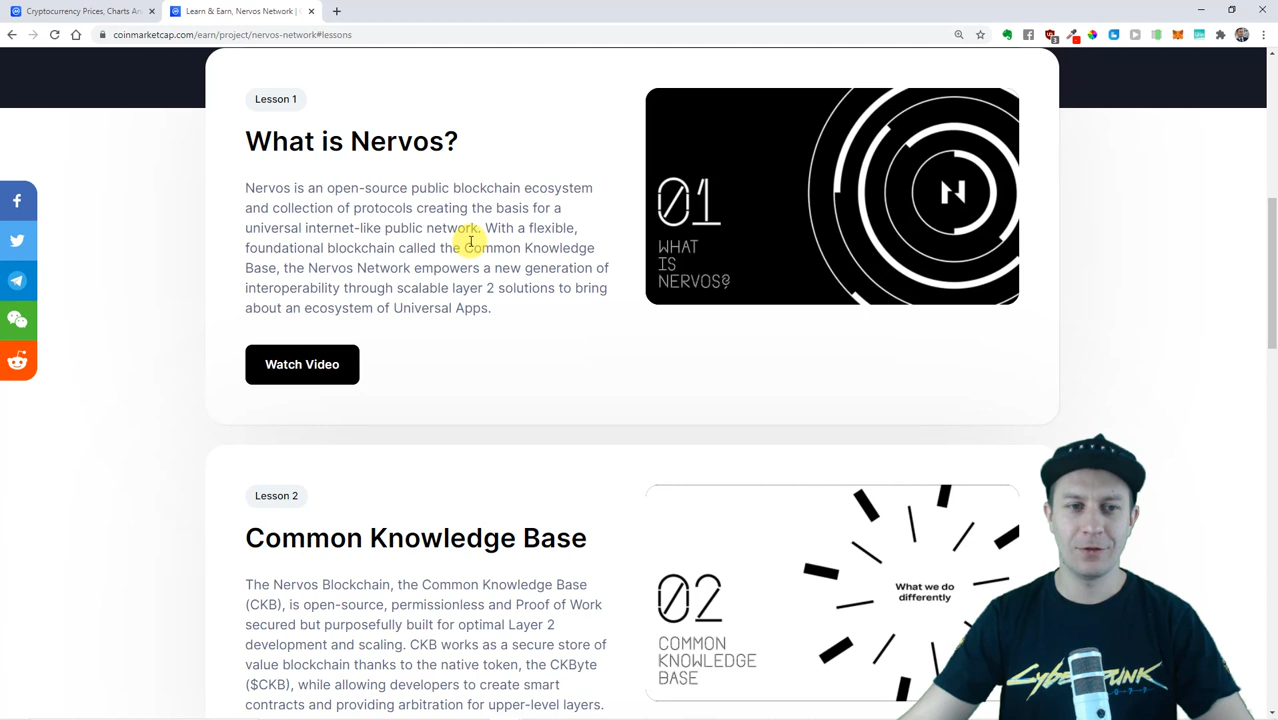 Cryptocurrency Prices, Charts An
Learn & Earn, Nervos Network | C
coinmarketcap.com/earn/project/nervos-network#lessons
3
Lesson 1
What is Nervos?
Nervos is an open-source public blockchain ecosystem
and collection of protocols creating the basis for a
universal internet-like public network. With a flexible,
foundational blockchain called the Common Knowledge
Base, the Nervos Network empowers a new generation of
interoperability through scalable layer 2 solutions to bring
about an ecosystem of Universal Apps.
Watch Video
01
WHAT
IS
NERVOS?
Lesson 2
Common Knowledge Base
The Nervos Blockchain, the Common Knowledge Base
(CKB), is open-source, permissionless and Proof of Work
secured but purposefully built for optimal Layer 2
development and scaling. CKB works as a secure store of
value blockchain thanks to the native token, the CKByte
($CKB), while allowing developers to create smart
contracts and providing arbitration for upper-level layers.
What we do
differently
02
COMMON
KNOWLEDGE
BASE
CYBERPUNK
2077